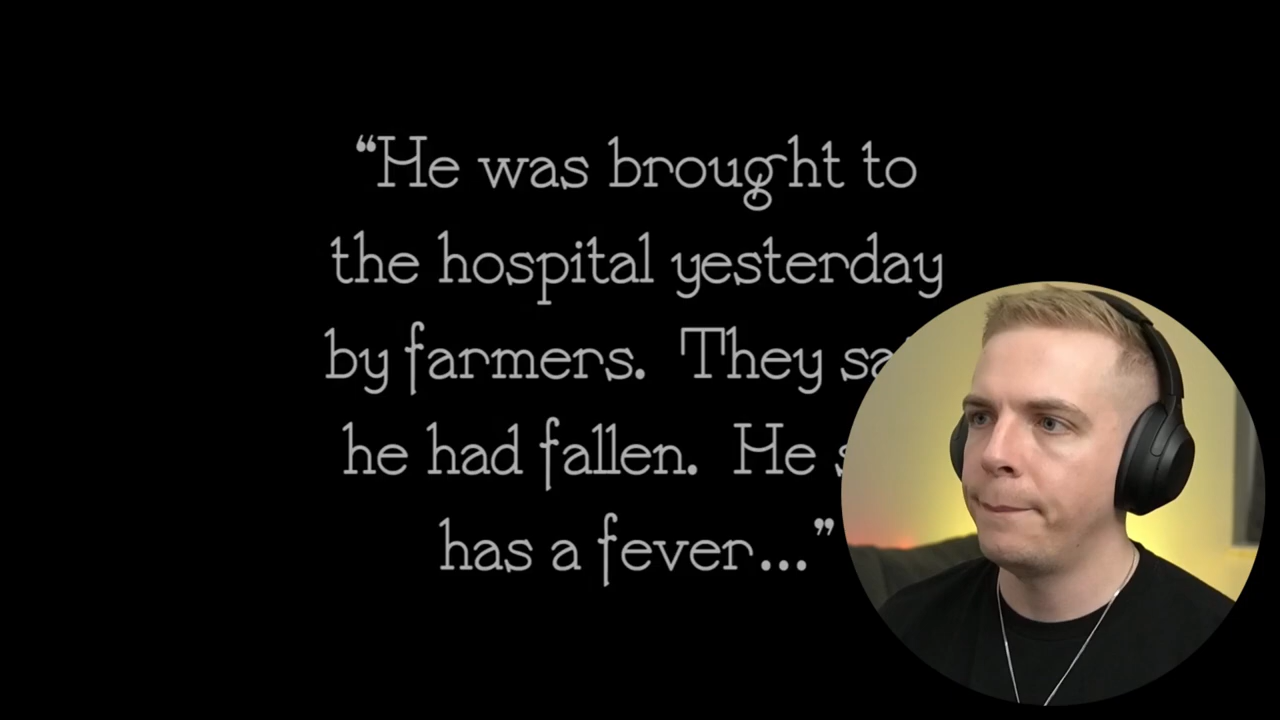 “He was brought to
the hospital yesterday
by farmers. They
he had fallen. He
has a fever...”